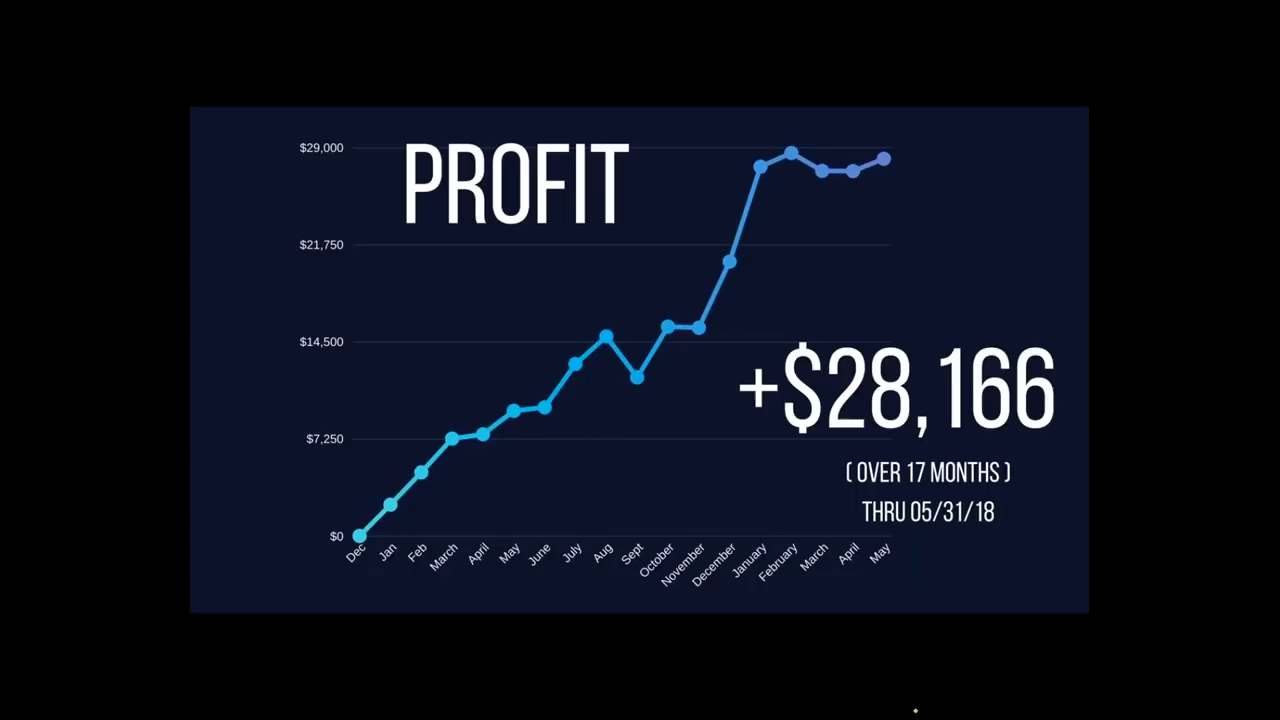 PROFIT
$29,000
$21,750
$14,500
$7,250
$0
+$28,166
( OVER 17 MONTHS )
THRU 05/31/18
Dec
Jan
Feb
March
April
May
June
July
Aug
Sept
October
November
December
January
February
March
April
May